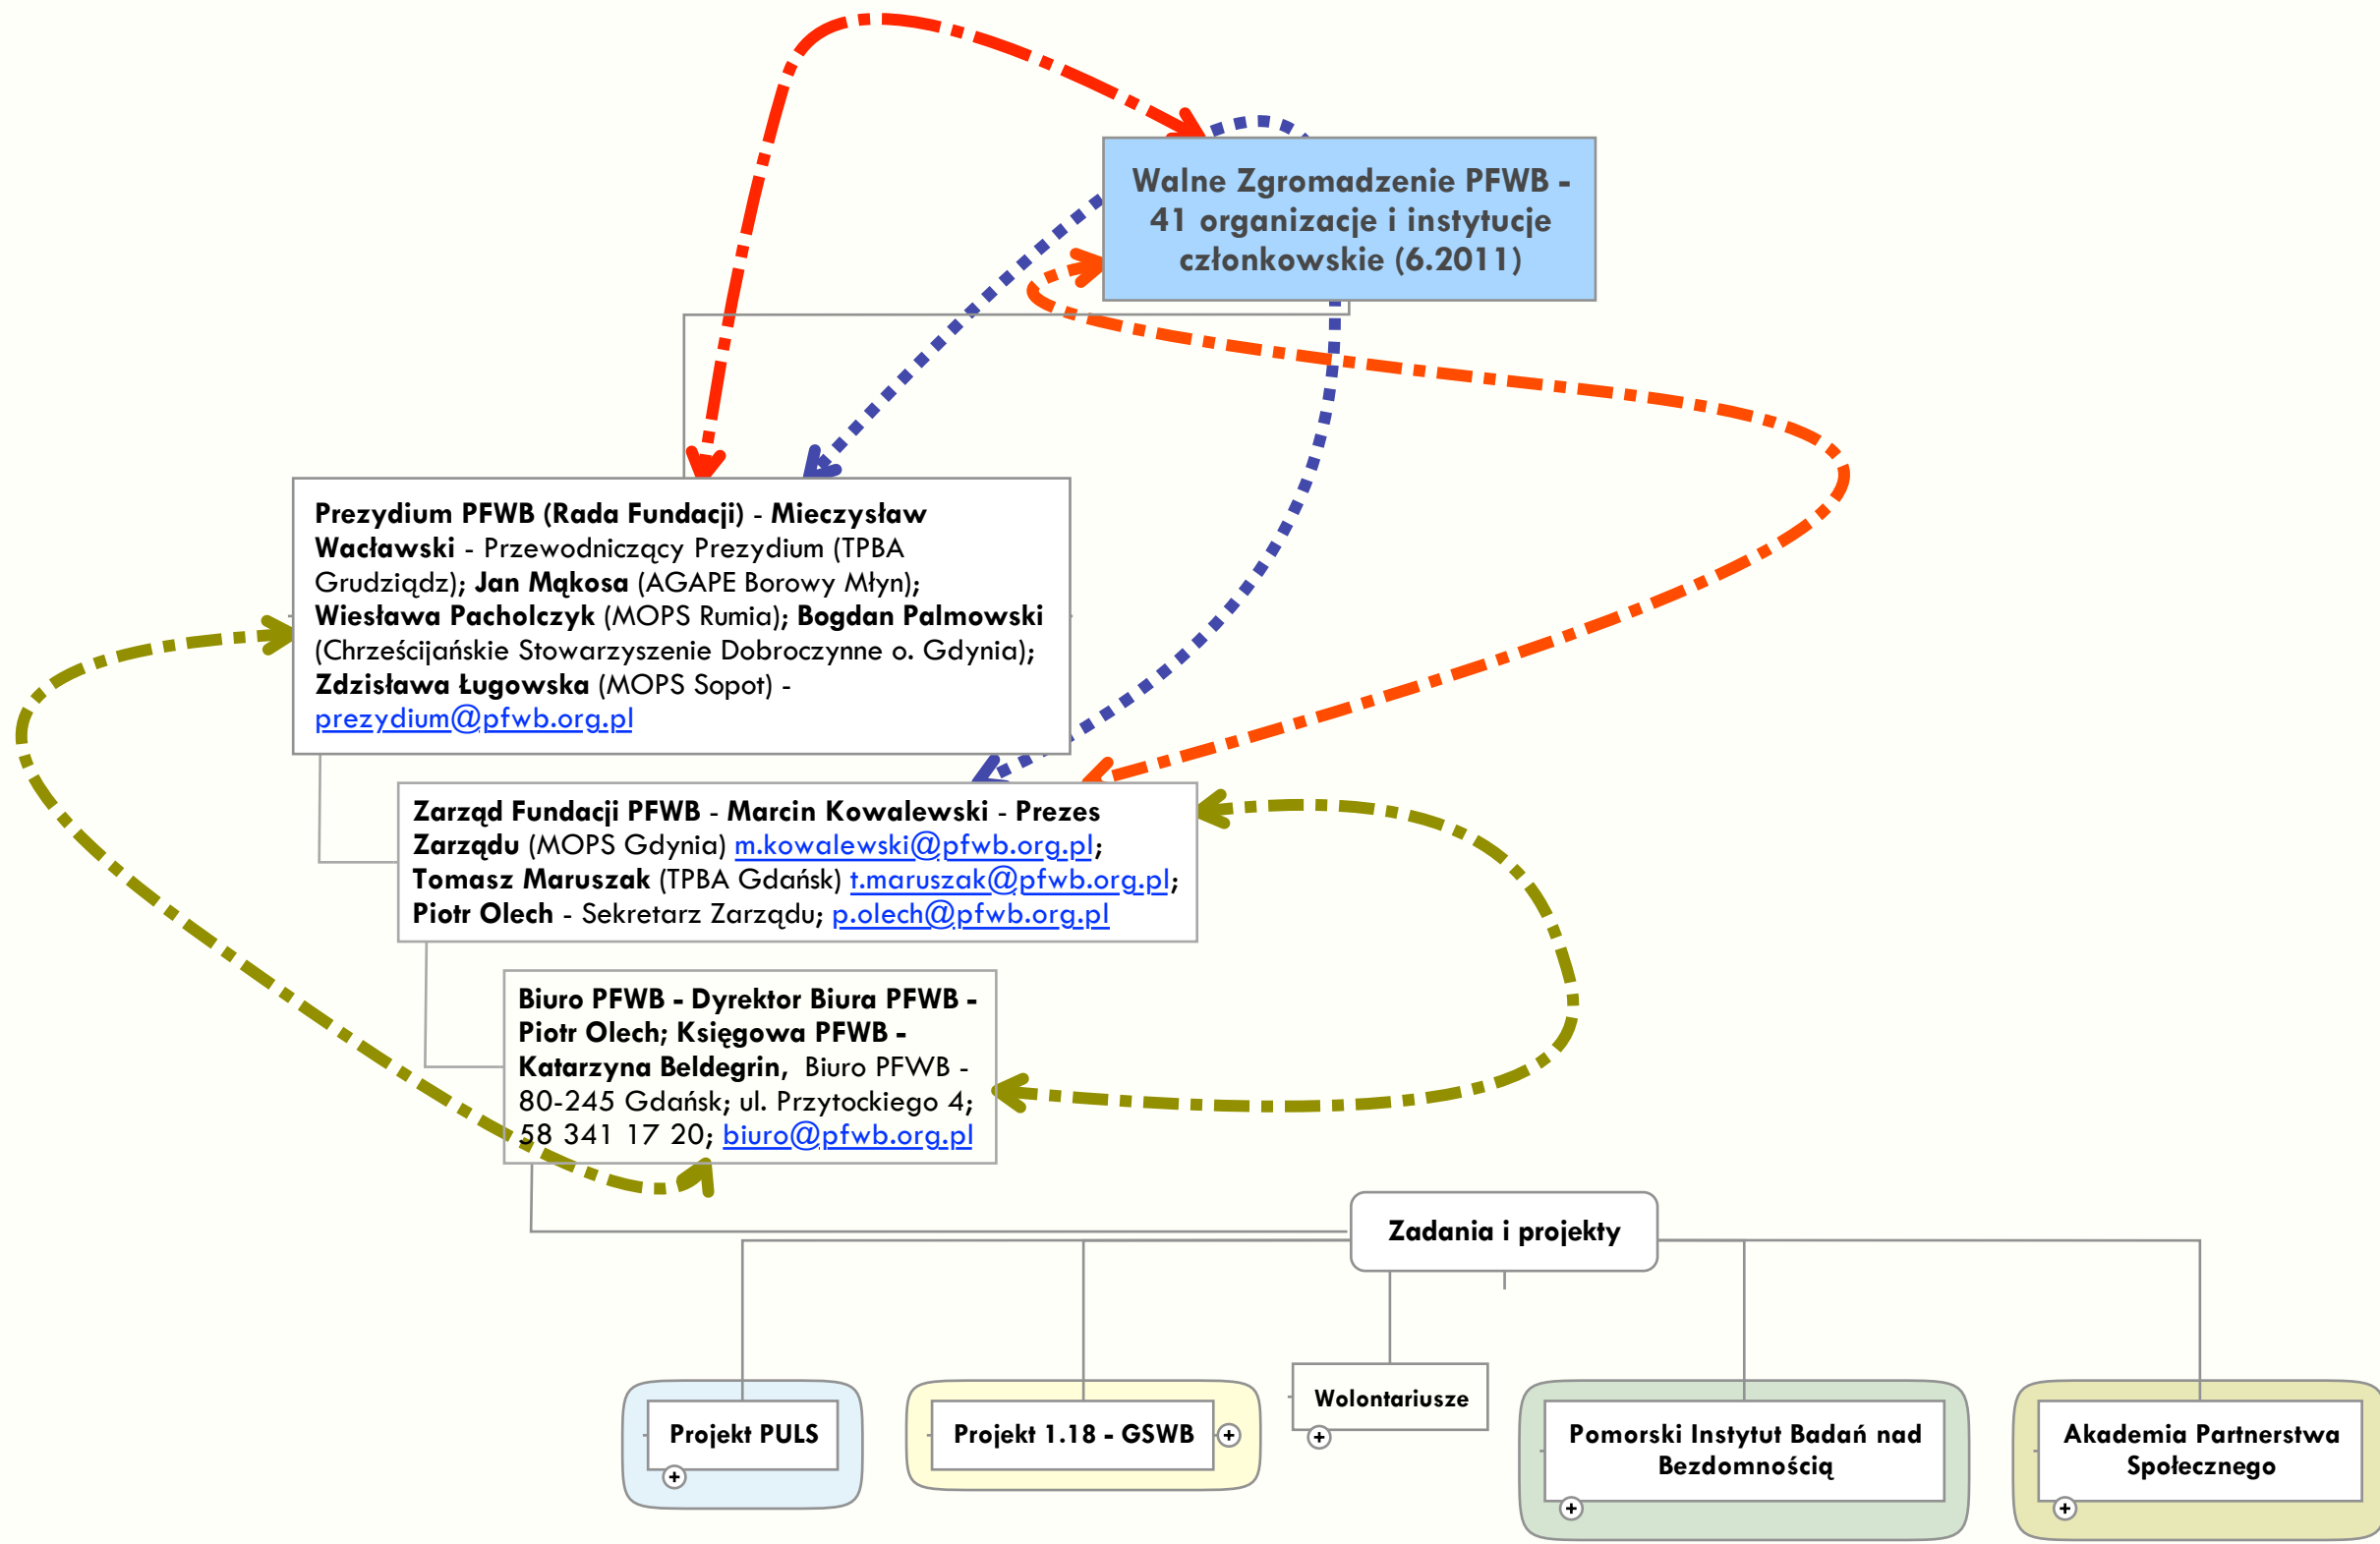 Walne Zgromadzenie PFWB -
41 organizacje i instytucje
członkowskie (6.2011)
Prezydium PFWB (Rada Fundacji) - Mieczysław
Wacławski - Przewodniczący Prezydium (TPBA
Grudziądz); Jan Mąkosa (AGAPE Borowy Młyn);
Wiesława Pacholczyk (MOPS Rumia); Bogdan Palmowski
(Chrześcijańskie Stowarzyszenie Dobroczynne o. Gdynia);
Zdzisława Ługowska (MOPS Sopot) -
prezydium@pfwb.org.pl
Zarząd Fundacji PFWB - Marcin Kowalewski - Prezes
Zarządu (MOPS Gdynia) m.kowalewski@pfwb.org.pl;
Tomasz Maruszak (TPBA Gdańsk) t.maruszak@pfwb.org.pl;
Piotr Olech - Sekretarz Zarządu; p.olech@pfwb.org.pl
Biuro PFWB - Dyrektor Biura PFWB -
Piotr Olech; Księgowa PFWB -
Katarzyna Beldegrin, Biuro PFWB -
80-245 Gdańsk; ul. Przytockiego 4;
58 341 17 20; biuro@pfwb.org.pl
Zadania i projekty
Projekt PULS
Projekt 1.18 - GSWB
Wolontariusze
Pomorski Instytut Badań nad
Bezdomnością
Akademia Partnerstwa
Społecznego